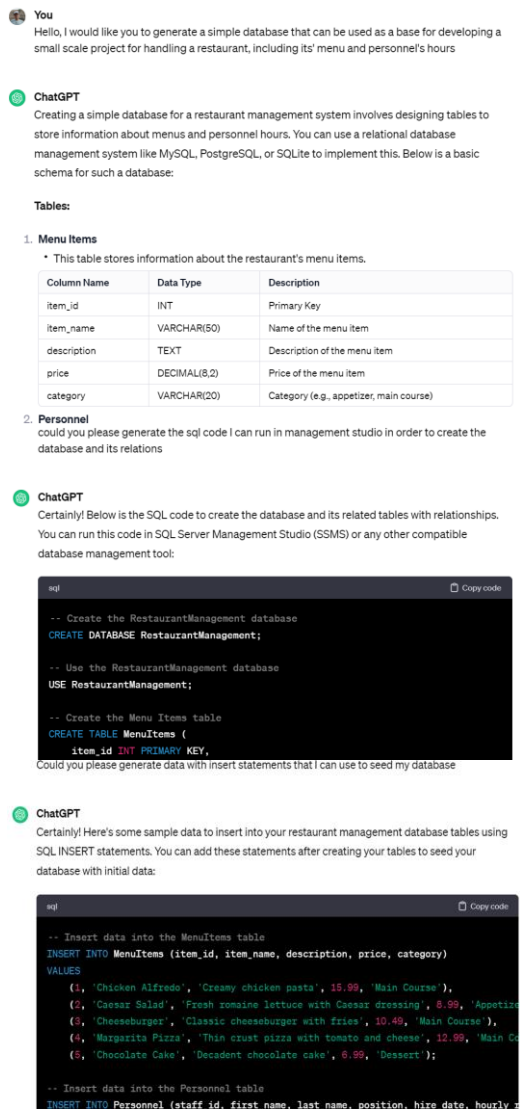 You
Hello, I would like you to generate a simple database that can be used as a base for developing a
small scale project for handling a restaurant, including its' menu and personnel's hours
ChatGPT
Creating a simple database for a restaurant management system involves designing tables to
store information about menus and personnel hours. You can use a relational database
management system like MySQL, PostgreSQL, or SQLite to implement this. Below is a basic
schema for such a database:
Tables:
1. Menu Items
• This table stores information about the restaurant's menu items.
Column Name Data Type Description
item_id INT Primary Key
item_name VARCHAR(50) Name of the menu item
description TEXT Description of the menu item
price DECIMAL(8,2) Price of the menu item
category VARCHAR(20) Category (e.g., appetizer, main course)
2. Personnel
could you please generate the sql code I can run in management studio in order to create the
database and its relations
ChatGPT
Certainly! Below is the SQL code to create the database and its related tables with relationships.
You can run this code in SQL Server Management Studio (SSMS) or any other compatible
database management tool:
sql Copy code
-- Create the RestaurantManagement database
CREATE DATABASE RestaurantManagement;
-- Use the RestaurantManagement database
USE RestaurantManagement;
-- Create the Menu Items table
CREATE TABLE MenuItems (
item_id INT PRIMARY KEY,
Could you please generate data with insert statements that I can use to seed my database
ChatGPT
Certainly! Here's some sample data to insert into your restaurant management database tables using
SQL INSERT statements. You can add these statements after creating your tables to seed your
database with initial data:
sql Copy code
-- Insert data into the MenuItems table
INSERT INTO MenuItems (item_id, item_name, description, price, category)
VALUES
(1, 'Chicken Alfredo', 'Creamy chicken pasta', 15.99, 'Main Course'),
(2, 'Caesar Salad', 'Fresh romaine lettuce with Caesar dressing', 8.99, 'Appetize
(3, 'Cheeseburger', 'Classic cheeseburger with fries', 10.49, 'Main Course'),
(4, 'Margarita Pizza', 'Thin crust pizza with tomato and cheese', 12.99, 'Main Co
(5, 'Chocolate Cake', 'Decadent chocolate cake', 6.99, 'Dessert');
-- Insert data into the Personnel table
INSERT INTO Personnel (staff_id, first_name, last_name, position, hire_date, hourly_r